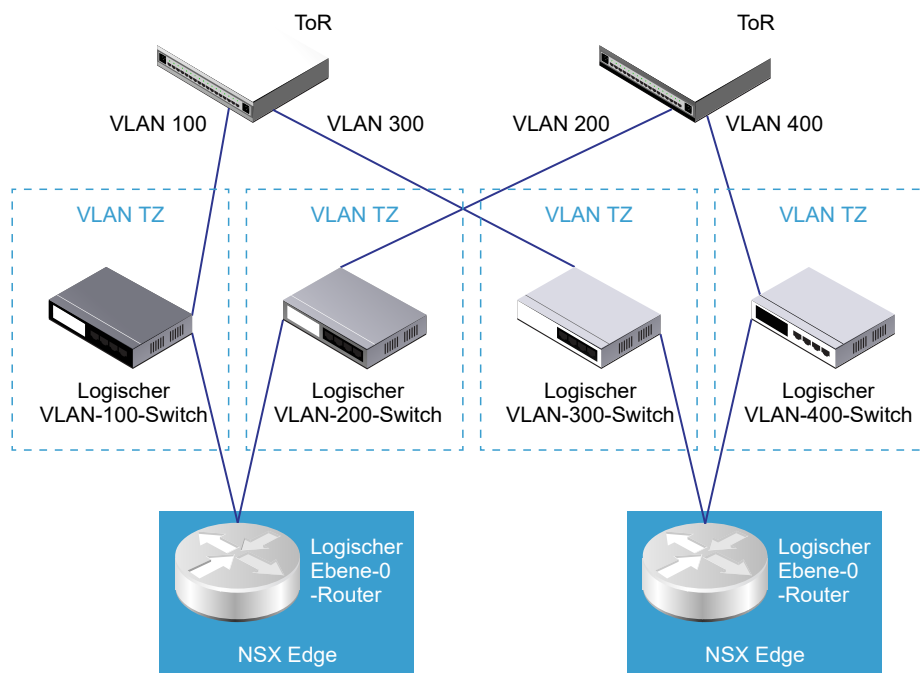 ToR
ToR
VLAN 100
VLAN 300
VLAN 200
VLAN 400
VLAN TZ
VLAN TZ
VLAN TZ
VLAN TZ
Logischer
VLAN-100-Switch
Logischer
VLAN-200-Switch
Logischer
VLAN-300-Switch
Logischer
VLAN-400-Switch
Logischer
Ebene-0
-Router
NSX Edge
Logischer
Ebene-0
-Router
NSX Edge